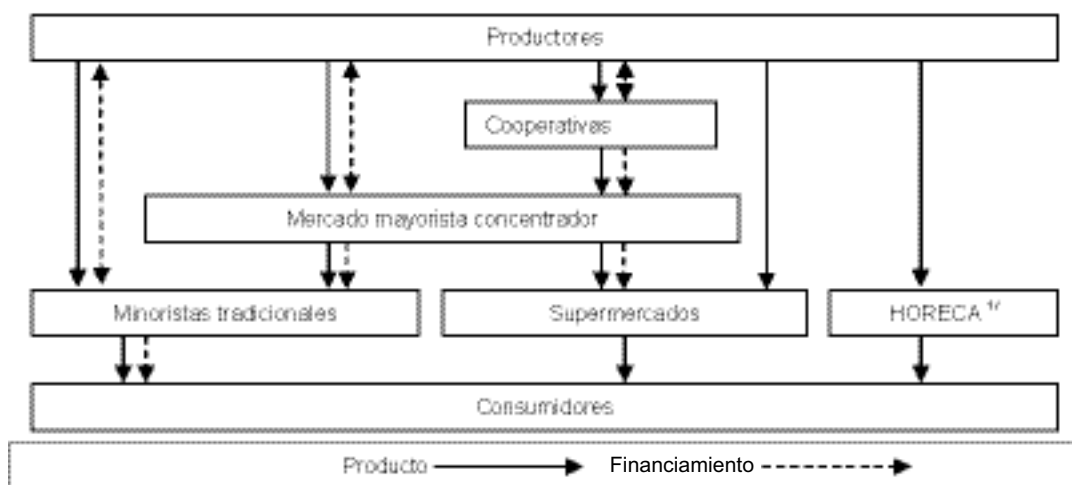 Productores
Cooperativas
Mercado mayorista concentrador
Minoristas tradicionales
Supermercados
HORECA 1/
Consumidores
Producto
Financiamiento